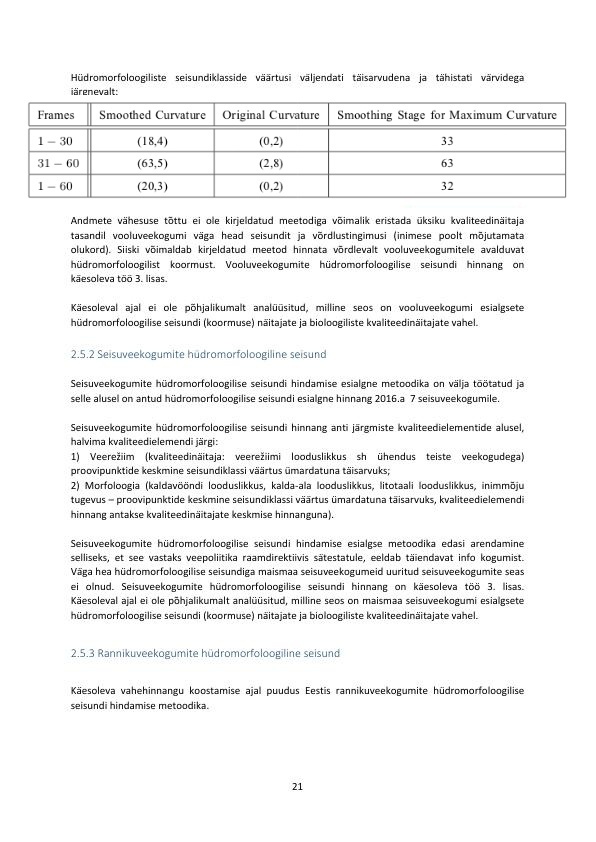 Hüdromorfoloogiliste seisundiklasside väärtusi väljendati täisarvudena ja tähistati värvidega
järgnevalt:
Frames Smoothed Curvature Original Curvature Smoothing Stage for Maximum Curvature
1 − 30 (18,4) (0,2) 33
31 − 60 (63,5) (2,8) 63
1 − 60 (20,3) (0,2) 32
Andmete vähesuse tõttu ei ole kirjeldatud meetodiga võimalik eristada üksiku kvaliteedinäitaja
tasandil vooluveekogumi väga head seisundit ja võrdlustingimusi (inimese poolt mõjutamata
olukord). Siiski võimaldab kirjeldatud meetod hinnata võrdlevalt vooluveekogumitele avalduvat
hüdromorfoloogilist koormust. Vooluveekogumite hüdromorfoloogilise seisundi hinnang on
käesoleva töö 3. lisas.
Käesoleval ajal ei ole põhjalikumalt analüüsitud, milline seos on vooluveekogumi esialgsete
hüdromorfoloogilise seisundi (koormuse) näitajate ja bioloogiliste kvaliteedinäitajate vahel.
2.5.2 Seisuveekogumite hüdromorfoloogiline seisund
Seisuveekogumite hüdromorfoloogilise seisundi hindamise esialgne metoodika on välja töötatud ja
selle alusel on antud hüdromorfoloogilise seisundi esialgne hinnang 2016.a 7 seisuveekogumile.
Seisuveekogumite hüdromorfoloogilise seisundi hinnang anti järgmiste kvaliteedielementide alusel,
halvima kvaliteedielemendi järgi:
1) Veerežiim (kvaliteedinäitaja: veerežiimi looduslikkus sh ühendus teiste veekogudega)
proovipunktide keskmine seisundiklassi väärtus ümardatuna täisarvuks;
2) Morfoloogia (kaldavööndi looduslikkus, kalda-ala looduslikkus, litotaali looduslikkus, inimmõju
tugevus – proovipunktide keskmine seisundiklassi väärtus ümardatuna täisarvuks, kvaliteedielemendi
hinnang antakse kvaliteedinäitajate keskmise hinnanguna).
Seisuveekogumite hüdromorfoloogilise seisundi hindamise esialgse metoodika edasi arendamine
selliseks, et see vastaks veepoliitika raamdirektiivis sätestatule, eeldab täiendavat info kogumist.
Väga hea hüdromorfoloogilise seisundiga maismaa seisuveekogumeid uuritud seisuveekogumite seas
ei olnud. Seisuveekogumite hüdromorfoloogilise seisundi hinnang on käesoleva töö 3. lisas.
Käesoleval ajal ei ole põhjalikumalt analüüsitud, milline seos on maismaa seisuveekogumi esialgsete
hüdromorfoloogilise seisundi (koormuse) näitajate ja bioloogiliste kvaliteedinäitajate vahel.
2.5.3 Rannikuveekogumite hüdromorfoloogiline seisund
Käesoleva vahehinnangu koostamise ajal puudus Eestis rannikuveekogumite hüdromorfoloogilise
seisundi hindamise metoodika.
21